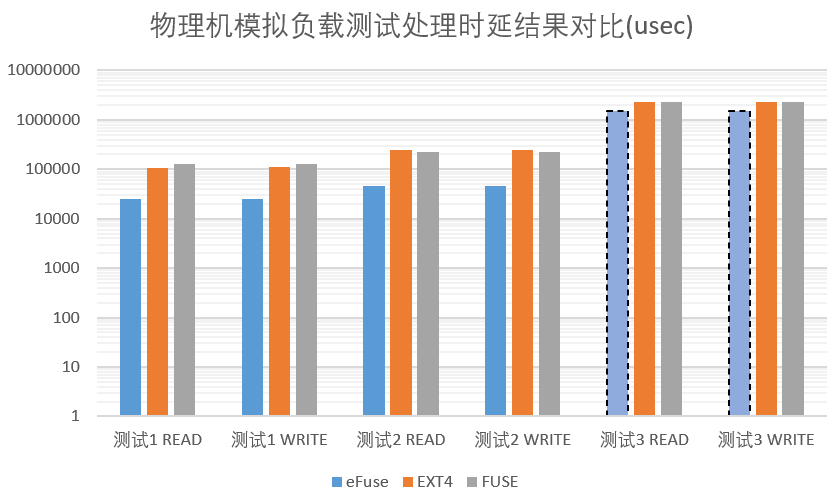 物理机模拟负载测试处理时延结果对比(usec)
10000000
1000000
100000
10000
1000
100
10
1
测试1 READ
测试1 WRITE
测试2 READ
测试2 WRITE
测试3 READ
测试3 WRITE
eFuse
EXT4
FUSE